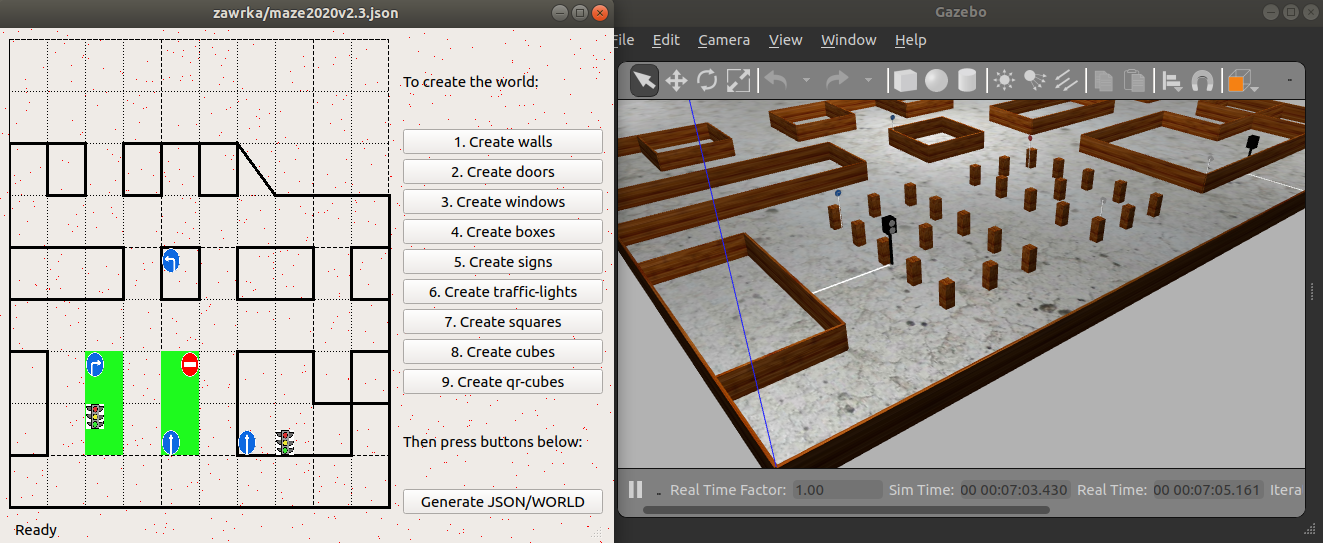 zawrka/maze2020v2.3.json
To create the world:
1. Create walls
2. Create doors
3. Create windows
4. Create boxes
5. Create signs
6. Create traffic-lights
7. Create squares
8. Create cubes
9. Create qr-cubes
Then press buttons below:
Generate JSON/WORLD
Ready
Gazebo
File Edit Camera View Window Help
Real Time Factor: 1.00 Sim Time: 00 00:07:03.430 Real Time: 00 00:07:05.161 Itera